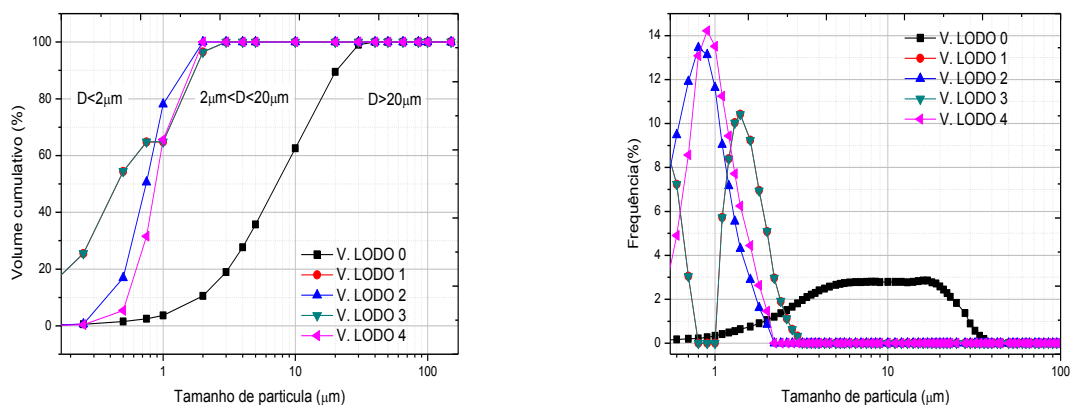 100
80
60
40
20
0
Volume cumulativo (%)
D<2μm
2μm<D<20μm
D>20μm
V. LODO 0
V. LODO 1
V. LODO 2
V. LODO 3
V. LODO 4
1
10
100
Tamanho de particula (μm)
14
12
10
8
6
4
2
0
Frequência(%)
V. LODO 0
V. LODO 1
V. LODO 2
V. LODO 3
V. LODO 4
1
10
100
Tamanho de particula (μm)